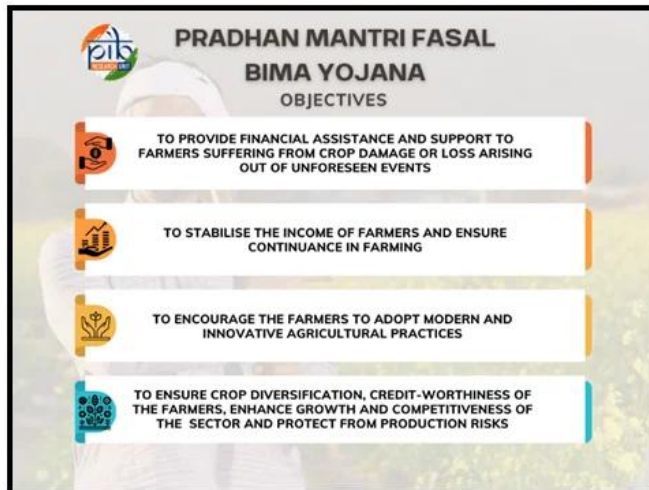 pib
RESEARCH UNIT
PRADHAN MANTRI FASAL
BIMA YOJANA
OBJECTIVES
TO PROVIDE FINANCIAL ASSISTANCE AND SUPPORT TO
FARMERS SUFFERING FROM CROP DAMAGE OR LOSS ARISING
OUT OF UNFORESEEN EVENTS
TO STABILISE THE INCOME OF FARMERS AND ENSURE
CONTINUANCE IN FARMING
TO ENCOURAGE THE FARMERS TO ADOPT MODERN AND
INNOVATIVE AGRICULTURAL PRACTICES
TO ENSURE CROP DIVERSIFICATION, CREDIT-WORTHINESS OF
THE FARMERS, ENHANCE GROWTH AND COMPETITIVENESS OF
THE SECTOR AND PROTECT FROM PRODUCTION RISKS